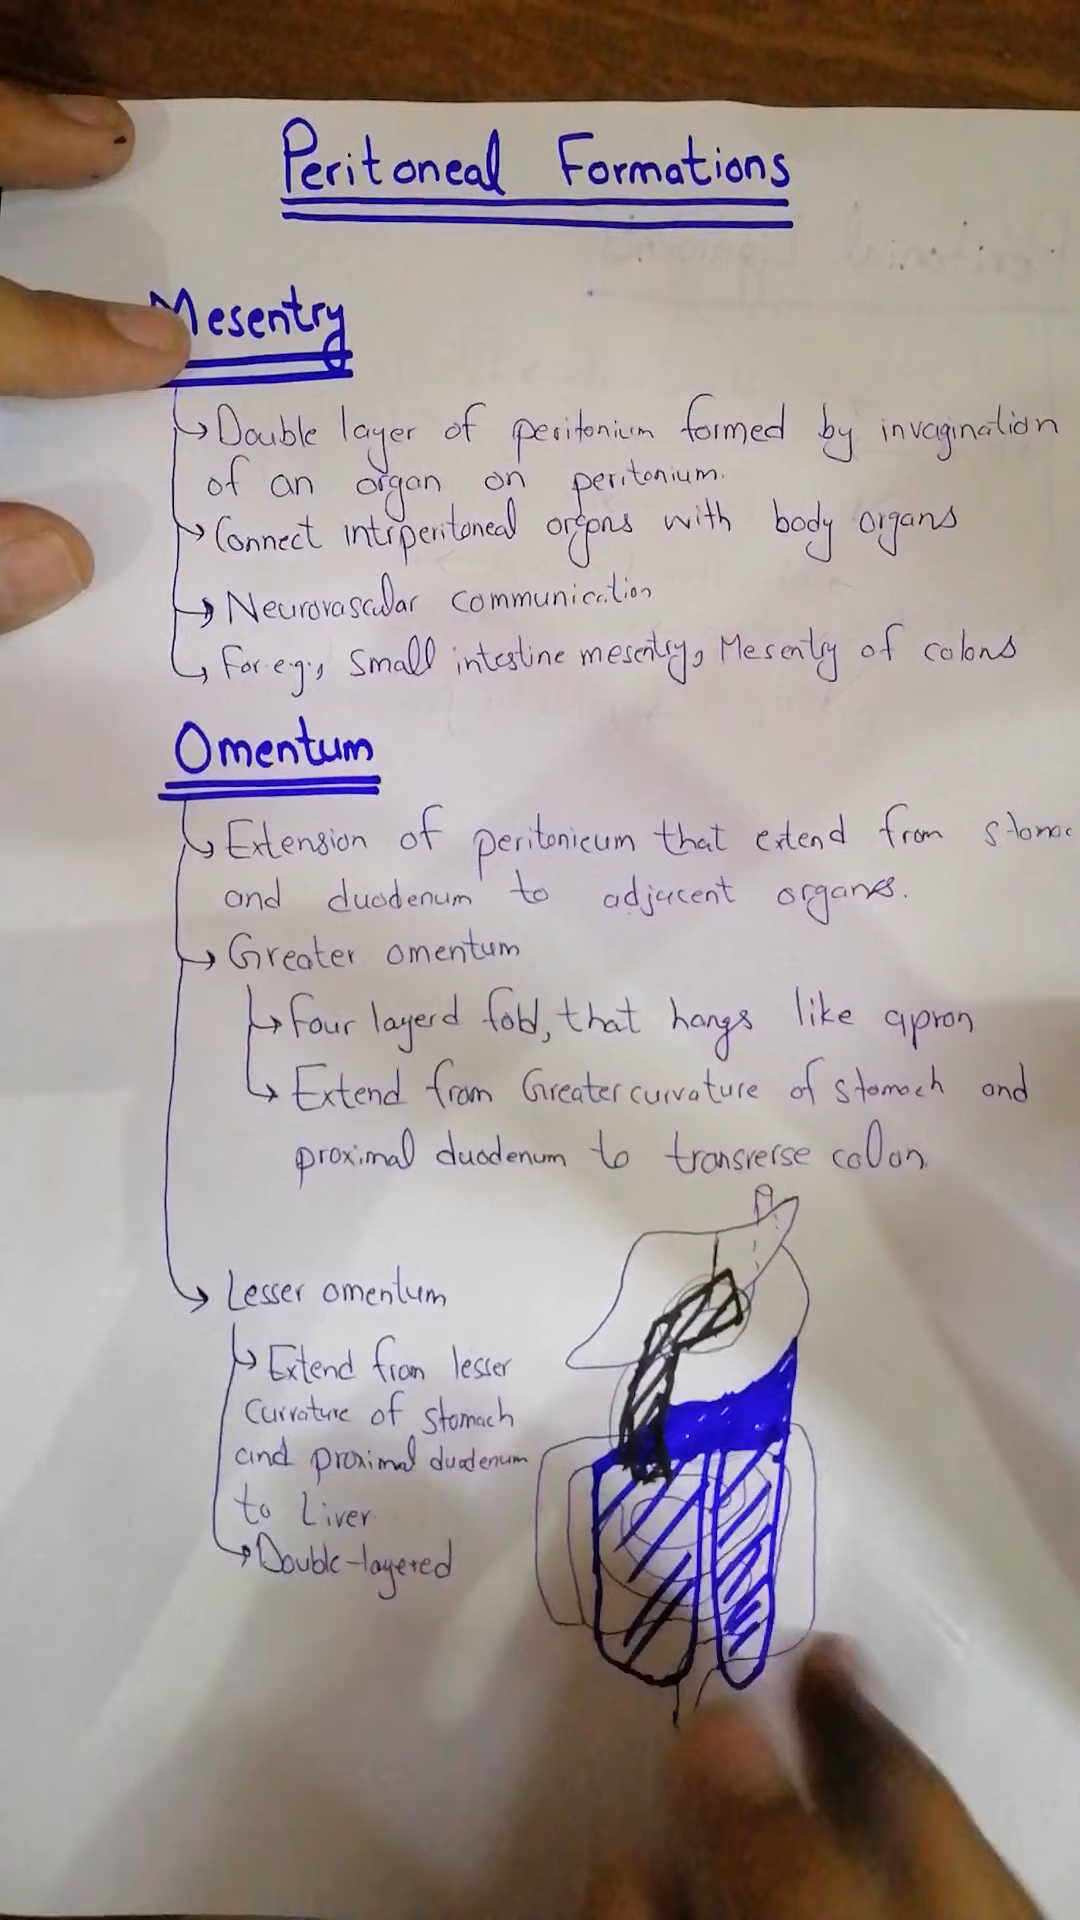 Peritoneal Formations
Mesentry
Double layer of peritonium formed by invagination
of an organ on peritonium.
Connect intrperitoneal organs with body organs
Neurovascular communication
For e.g., Small intestine mesentry, Mesentry of colons
Omentum
Extension of peritonieum that extend from stomac
and duodenum to adjacent organes.
Greater omentum
Four layerd fold, that hangs like apron
Extend from Greater curvature of stomach and
proximal duodenum to transverse colon.
Lesser omentum
Extend from lesser
Curvature of stomach
and proximal duodenum
to Liver
Double-layered